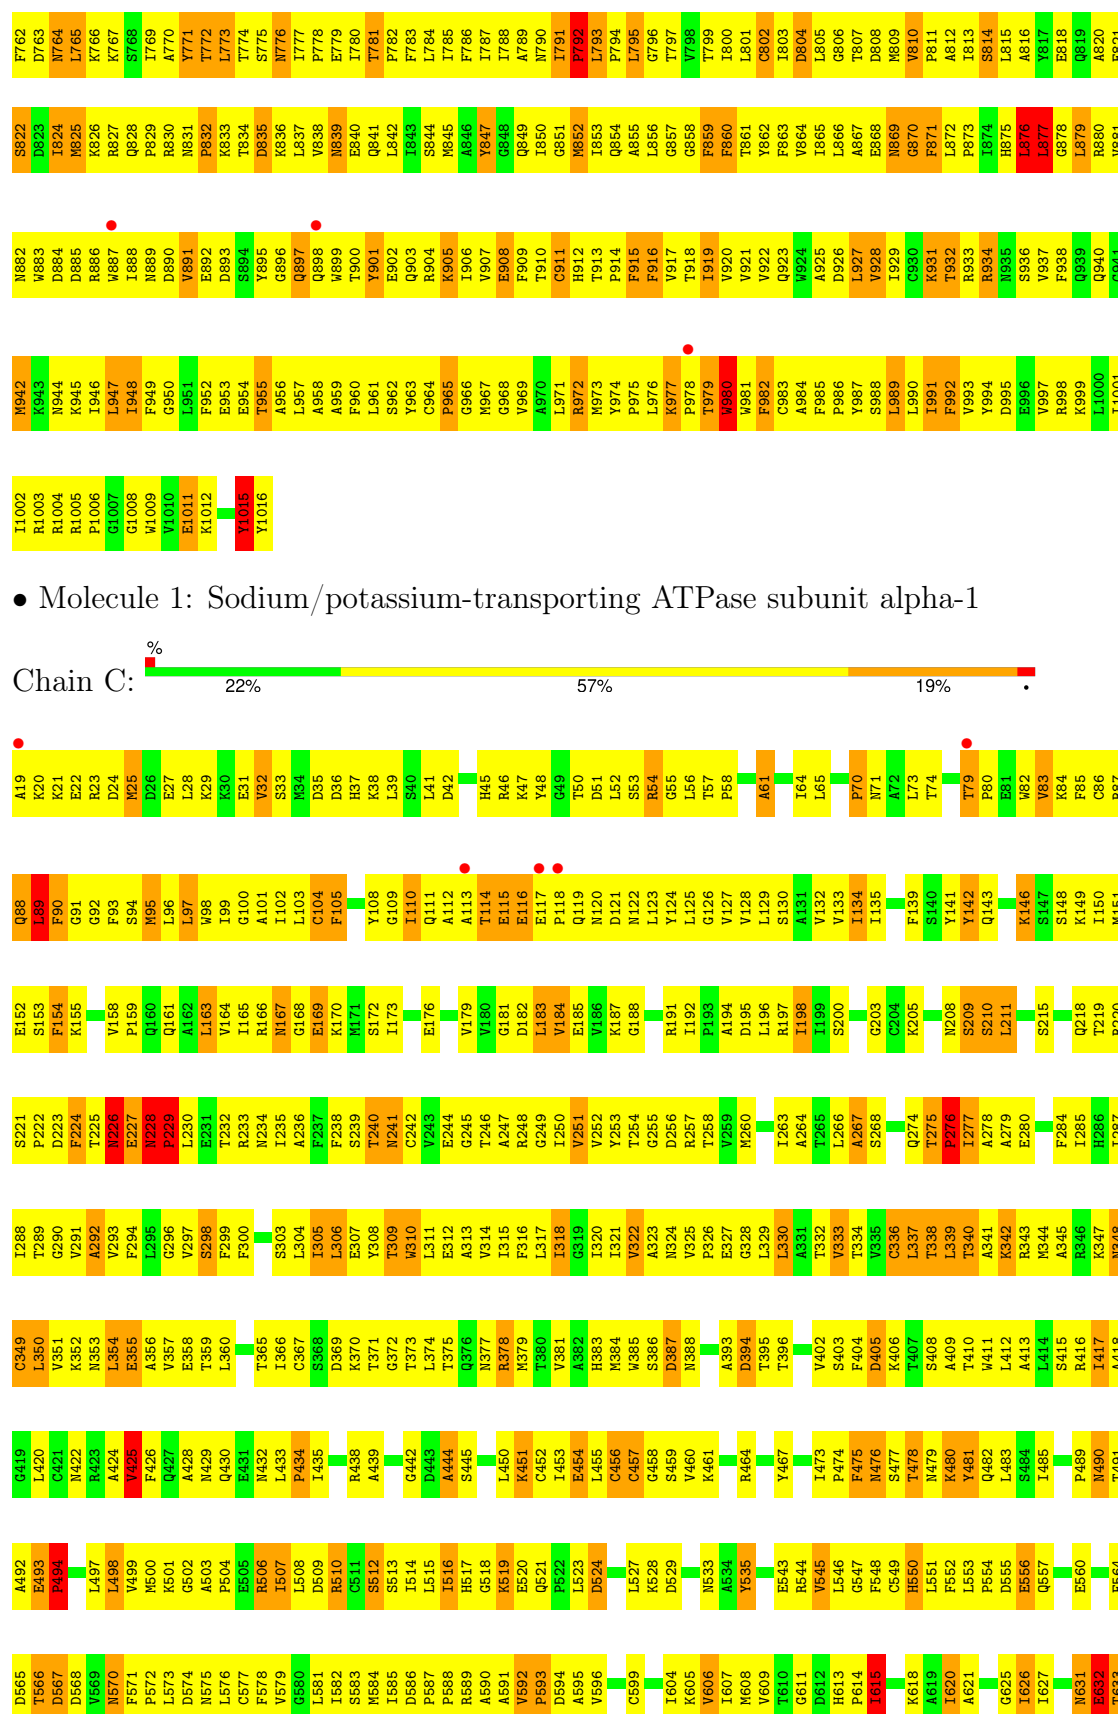 F762 D763 N764 L765 K766 K767 S768 I769 A770 Y771 T772 L773 T774 S775 N776 I777 P778 E779 I780 T781 P782 F783 L784 I785 F786 I787 I788 A789 N790 I791 P792 L793 P794 L795 G796 T797 V798 T799 I800 L801 C802 I803 D804 L805 G806 T807 D808 M809 V810 P811 A812 I813 S814 L815 A816 Y817 E818 Q819 A820 E821
S822 D823 I824 M825 K826 R827 Q828 P829 R830 N831 P832 K833 T834 D835 K836 L837 V838 N839 E840 Q841 L842 I843 S844 M845 A846 Y847 G848 Q849 I850 G851 M852 I853 Q854 A855 L856 G857 G858 F859 F860 T861 Y862 F863 V864 I865 L866 A867 E868 N869 G870 F871 L872 P873 I874 H875 L876 L877 G878 L879 R880 V881
N882 W883 D884 D885 R886 W887 I888 N889 D890 V891 E892 D893 S894 Y895 G896 Q897 Q898 W899 T900 Y901 E902 Q903 R904 K905 I906 V907 E908 F909 T910 C911 H912 T913 P914 F915 F916 V917 T918 I919 V920 V921 V922 Q923 W924 A925 D926 L927 V928 I929 C930 K931 T932 R933 R934 N935 S936 V937 F938 Q939 Q940 G941
M942 K943 N944 K945 I946 L947 I948 F949 G950 L951 F952 E953 E954 T955 A956 L957 A958 A959 F960 L961 S962 Y963 C964 P965 G966 M967 G968 V969 A970 L971 R972 M973 Y974 P975 L976 K977 P978 T979 W980 W981 F982 C983 A984 F985 P986 Y987 S988 L989 L990 I991 F992 V993 Y994 D995 E996 V997 R998 K999 L1000 I1001
I1002 R1003 R1004 R1005 P1006 G1007 G1008 W1009 V1010 E1011 K1012 Y1015 Y1016
• Molecule 1: Sodium/potassium-transporting ATPase subunit alpha-1
%
Chain C: 22% 57% 19% •
A19 K20 K21 E22 R23 D24 M25 D26 E27 L28 K29 K30 E31 V32 S33 M34 D35 D36 H37 K38 L39 S40 L41 D42 H45 R46 K47 Y48 G49 T50 D51 L52 S53 R54 G55 L56 T57 P58 A61 I64 L65 P70 N71 A72 L73 T74 T79 P80 E81 W82 V83 K84 F85 C86 R87
Q88 L89 F90 G91 G92 F93 S94 M95 L96 L97 W98 I99 G100 A101 I102 L103 C104 F105 Y108 G109 I110 Q111 A112 A113 T114 E115 E116 E117 P118 Q119 N120 D121 N122 L123 Y124 L125 G126 V127 V128 L129 S130 A131 V132 V133 I134 I135 F139 S140 Y141 Y142 Q143 K146 S147 S148 K149 I150 M151
E152 S153 F154 K155 V158 P159 Q160 Q161 A162 L163 V164 I165 R166 N167 G168 E169 K170 M171 S172 I173 E176 V179 V180 G181 D182 L183 V184 E185 V186 K187 G188 R191 I192 P193 A194 D195 L196 R197 I198 I199 S200 G203 C204 K205 N208 S209 S210 L211 S215 Q218 T219 R220
S221 P222 D223 F224 T225 N226 E227 N228 P229 L230 E231 T232 R233 N234 I235 A236 F237 F238 S239 T240 N241 C242 V243 E244 G245 T246 A247 R248 G249 I250 V251 V252 Y253 T254 G255 D256 R257 T258 V259 M260 I263 A264 T265 L266 A267 S268 Q274 T275 P276 I277 A278 A279 E280 F284 I285 H286 I287
I288 T289 G290 V291 A292 V293 F294 L295 G296 V297 S298 F299 F300 S303 L304 I305 L306 E307 Y308 T309 W310 L311 E312 A313 V314 I315 F316 L317 I318 G319 I320 I321 V322 A323 N324 V325 P326 E327 G328 L329 L330 A331 T332 V333 T334 V335 C336 L337 T338 L339 T340 A341 K342 R343 M344 A345 R346 K347 N348
C349 L350 V351 K352 N353 L354 E355 A356 V357 E358 T359 L360 T365 I366 C367 S368 D369 K370 T371 G372 T373 L374 T375 Q376 N377 R378 M379 T380 V381 A382 H383 M384 W385 S386 D387 N388 A393 D394 T395 T396 V402 S403 F404 D405 K406 T407 S408 A409 T410 W411 L412 A413 L414 S415 R416 I417 A418
G419 L420 C421 N422 R423 A424 V425 F426 Q427 A428 N429 Q430 E431 N432 L433 P434 I435 R438 A439 G442 D443 A444 S445 L450 K451 C452 I453 E454 L455 C456 C457 G458 S459 V460 K461 R464 Y467 I473 P474 F475 N476 S477 T478 N479 K480 Y481 Q482 L483 S484 I485 P489 N490 T491
A492 E493 P494 L497 L498 V499 M500 K501 G502 A503 P504 E505 R506 I507 L508 D509 R510 C511 S512 S513 I514 L515 I516 H517 G518 K519 E520 Q521 P522 L523 D524 L527 K528 D529 N533 A534 Y535 E543 R544 V545 L546 G547 F548 C549 H550 L551 F552 L553 P554 D555 E556 Q557 E560 F564
D565 T566 D567 D568 V569 N570 F571 P572 L573 D574 N575 L576 C577 F578 V579 G580 L581 I582 S583 M584 I585 D586 P587 P588 R589 A590 A591 V592 P593 D594 A595 V596 C599 I604 K605 V606 I607 M608 V609 T610 G611 D612 H613 P614 I615 K618 A619 I620 A621 G625 I626 I627 N631 E632 T633